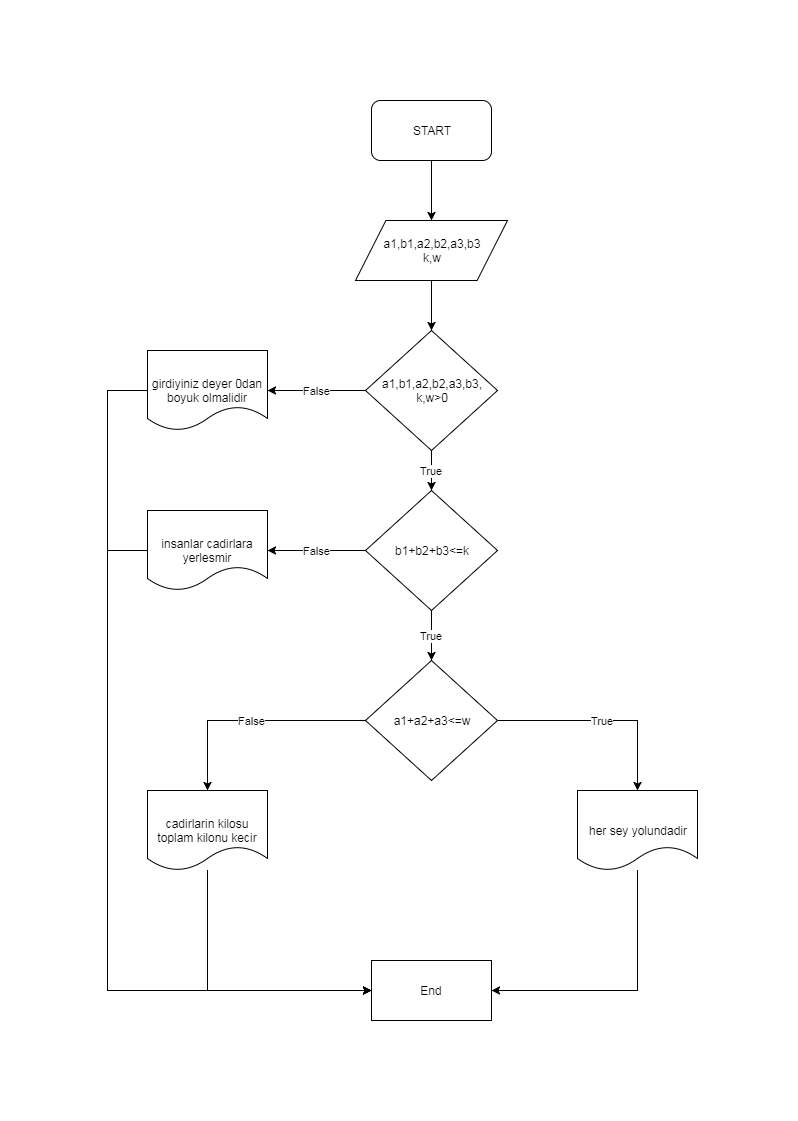 START
a1,b1,a2,b2,a3,b3
k,w
a1,b1,a2,b2,a3,b3,
k,w>0
False
girdiyiniz deyer 0dan
boyuk olmalidir
True
b1+b2+b3<=k
False
insanlar cadirlara
yerlesmir
True
a1+a2+a3<=w
False
True
cadirlarin kilosu
toplam kilonu kecir
her sey yolundadir
End